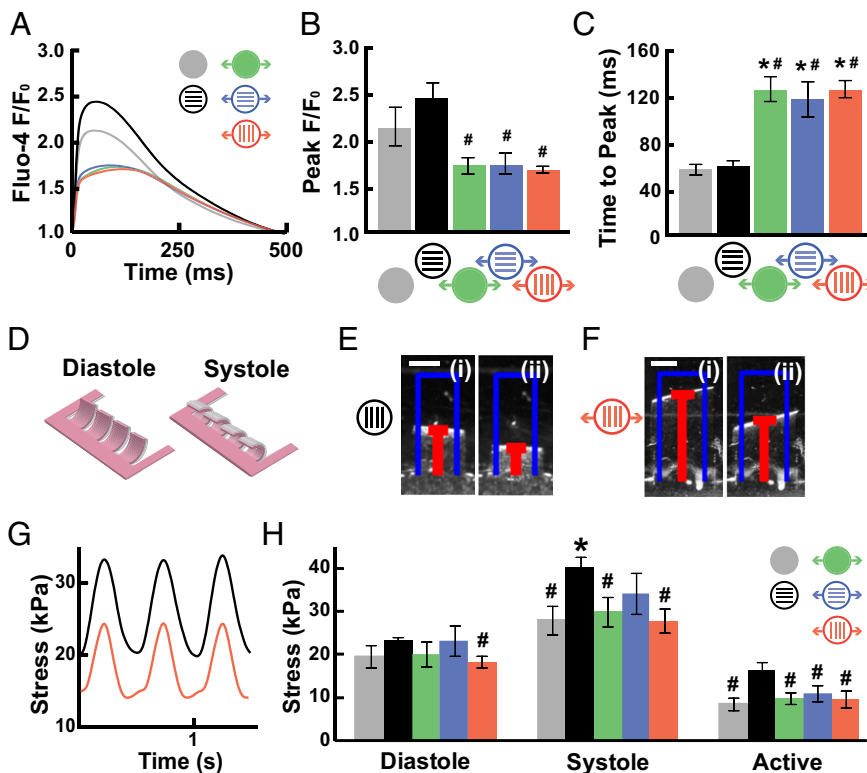 A
Fluo-4 F/F₀
3.0
2.5
2.0
1.5
1.0
0
250
500
Time (ms)
B
Peak F/F₀
3.0
2.5
2.0
1.5
1.0
#
#
#
C
Time to Peak (ms)
160
120
80
40
0
*#
*#
*#
D
Diastole
Systole
E
(i)
(ii)
F
(i)
(ii)
G
Stress (kPa)
30
20
10
1
Time (s)
H
Stress (kPa)
40
30
20
10
0
#
#
*
#
#
#
#
#
#
Diastole
Systole
Active